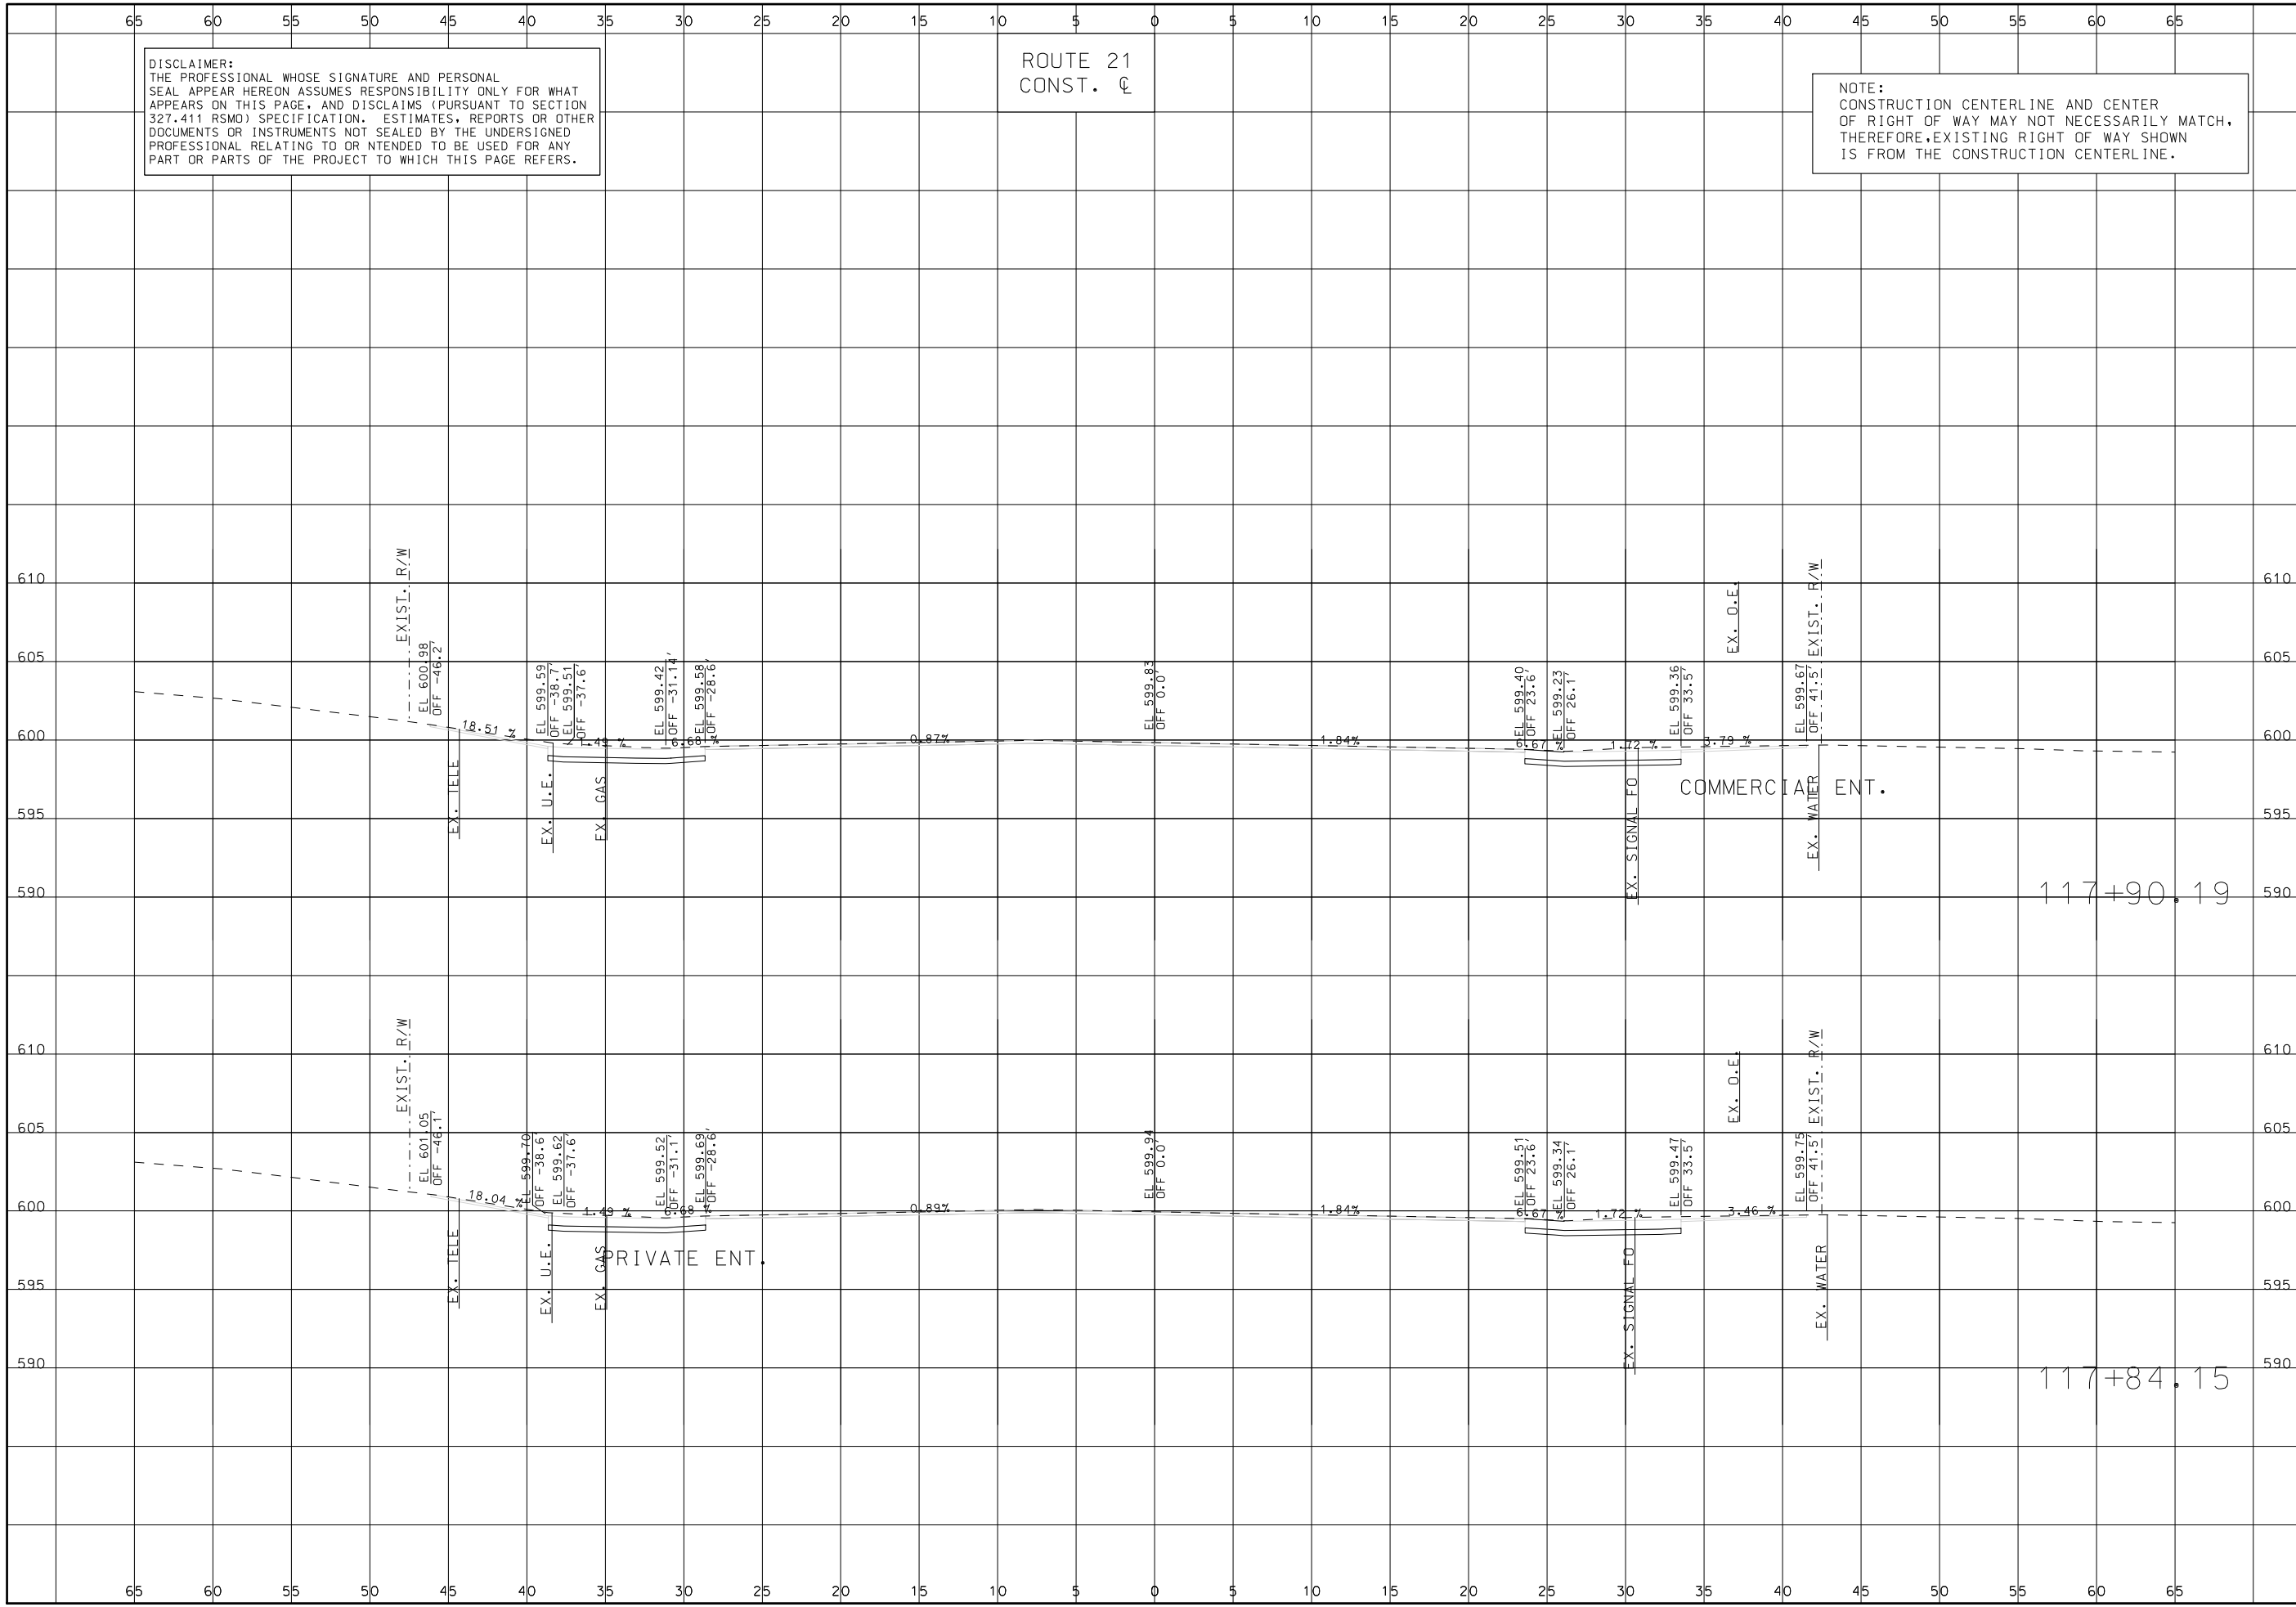 65 60 55 50 45 40 35 30 25 20 15 10 5 0 5 10 15 20 25 30 35 40 45 50 55 60 65
DISCLAIMER:
THE PROFESSIONAL WHOSE SIGNATURE AND PERSONAL
SEAL APPEAR HEREON ASSUMES RESPONSIBILITY ONLY FOR WHAT
APPEARS ON THIS PAGE, AND DISCLAIMS (PURSUANT TO SECTION
327.411 RSMO) SPECIFICATION. ESTIMATES, REPORTS OR OTHER
DOCUMENTS OR INSTRUMENTS NOT SEALED BY THE UNDERSIGNED
PROFESSIONAL RELATING TO OR NTENDED TO BE USED FOR ANY
PART OR PARTS OF THE PROJECT TO WHICH THIS PAGE REFERS.
ROUTE 21
CONST. ℄
NOTE:
CONSTRUCTION CENTERLINE AND CENTER
OF RIGHT OF WAY MAY NOT NECESSARILY MATCH,
THEREFORE,EXISTING RIGHT OF WAY SHOWN
IS FROM THE CONSTRUCTION CENTERLINE.
610 610
605 605
600 600
595 595
590 590
EXIST. R/W
EL 600.98
OFF -46.2'
EL 599.59
OFF -38.7'
EL 599.51
OFF -37.6'
EL 599.42
OFF -31.14'
EL 599.58
OFF -28.6'
EL 599.83
OFF 0.0'
EL 599.40
OFF 23.6'
EL 599.23
OFF 26.1'
EL 599.36
OFF 33.5'
EX. O.E.
EL 599.67
OFF 41.5'
EXIST. R/W
18.51 % 1.49 % 6.68 % 0.87% 1.84% 6.67 % 1.72 % 3.79 %
EX. TELE
EX. U.E.
EX. GAS
EX. SIGNAL FO
COMMERCIAL ENT.
EX. WATER
117+90.19
610 610
605 605
600 600
595 595
590 590
EXIST. R/W
EL 601.05
OFF -46.1'
EL 599.70
OFF -38.6'
EL 599.62
OFF -37.6'
EL 599.52
OFF -31.1'
EL 599.69
OFF -28.6'
EL 599.94
OFF 0.0'
EL 599.51
OFF 23.6'
EL 599.34
OFF 26.1'
EL 599.47
OFF 33.5'
EX. O.E.
EL 599.75
OFF 41.5'
EXIST. R/W
18.04 % 1.49 % 6.68 % 0.89% 1.84% 6.67 % 1.72 % 3.46 %
EX. TELE
EX. U.E.
EX. GAS
PRIVATE ENT.
EX. SIGNAL FO
EX. WATER
117+84.15
65 60 55 50 45 40 35 30 25 20 15 10 5 0 5 10 15 20 25 30 35 40 45 50 55 60 65